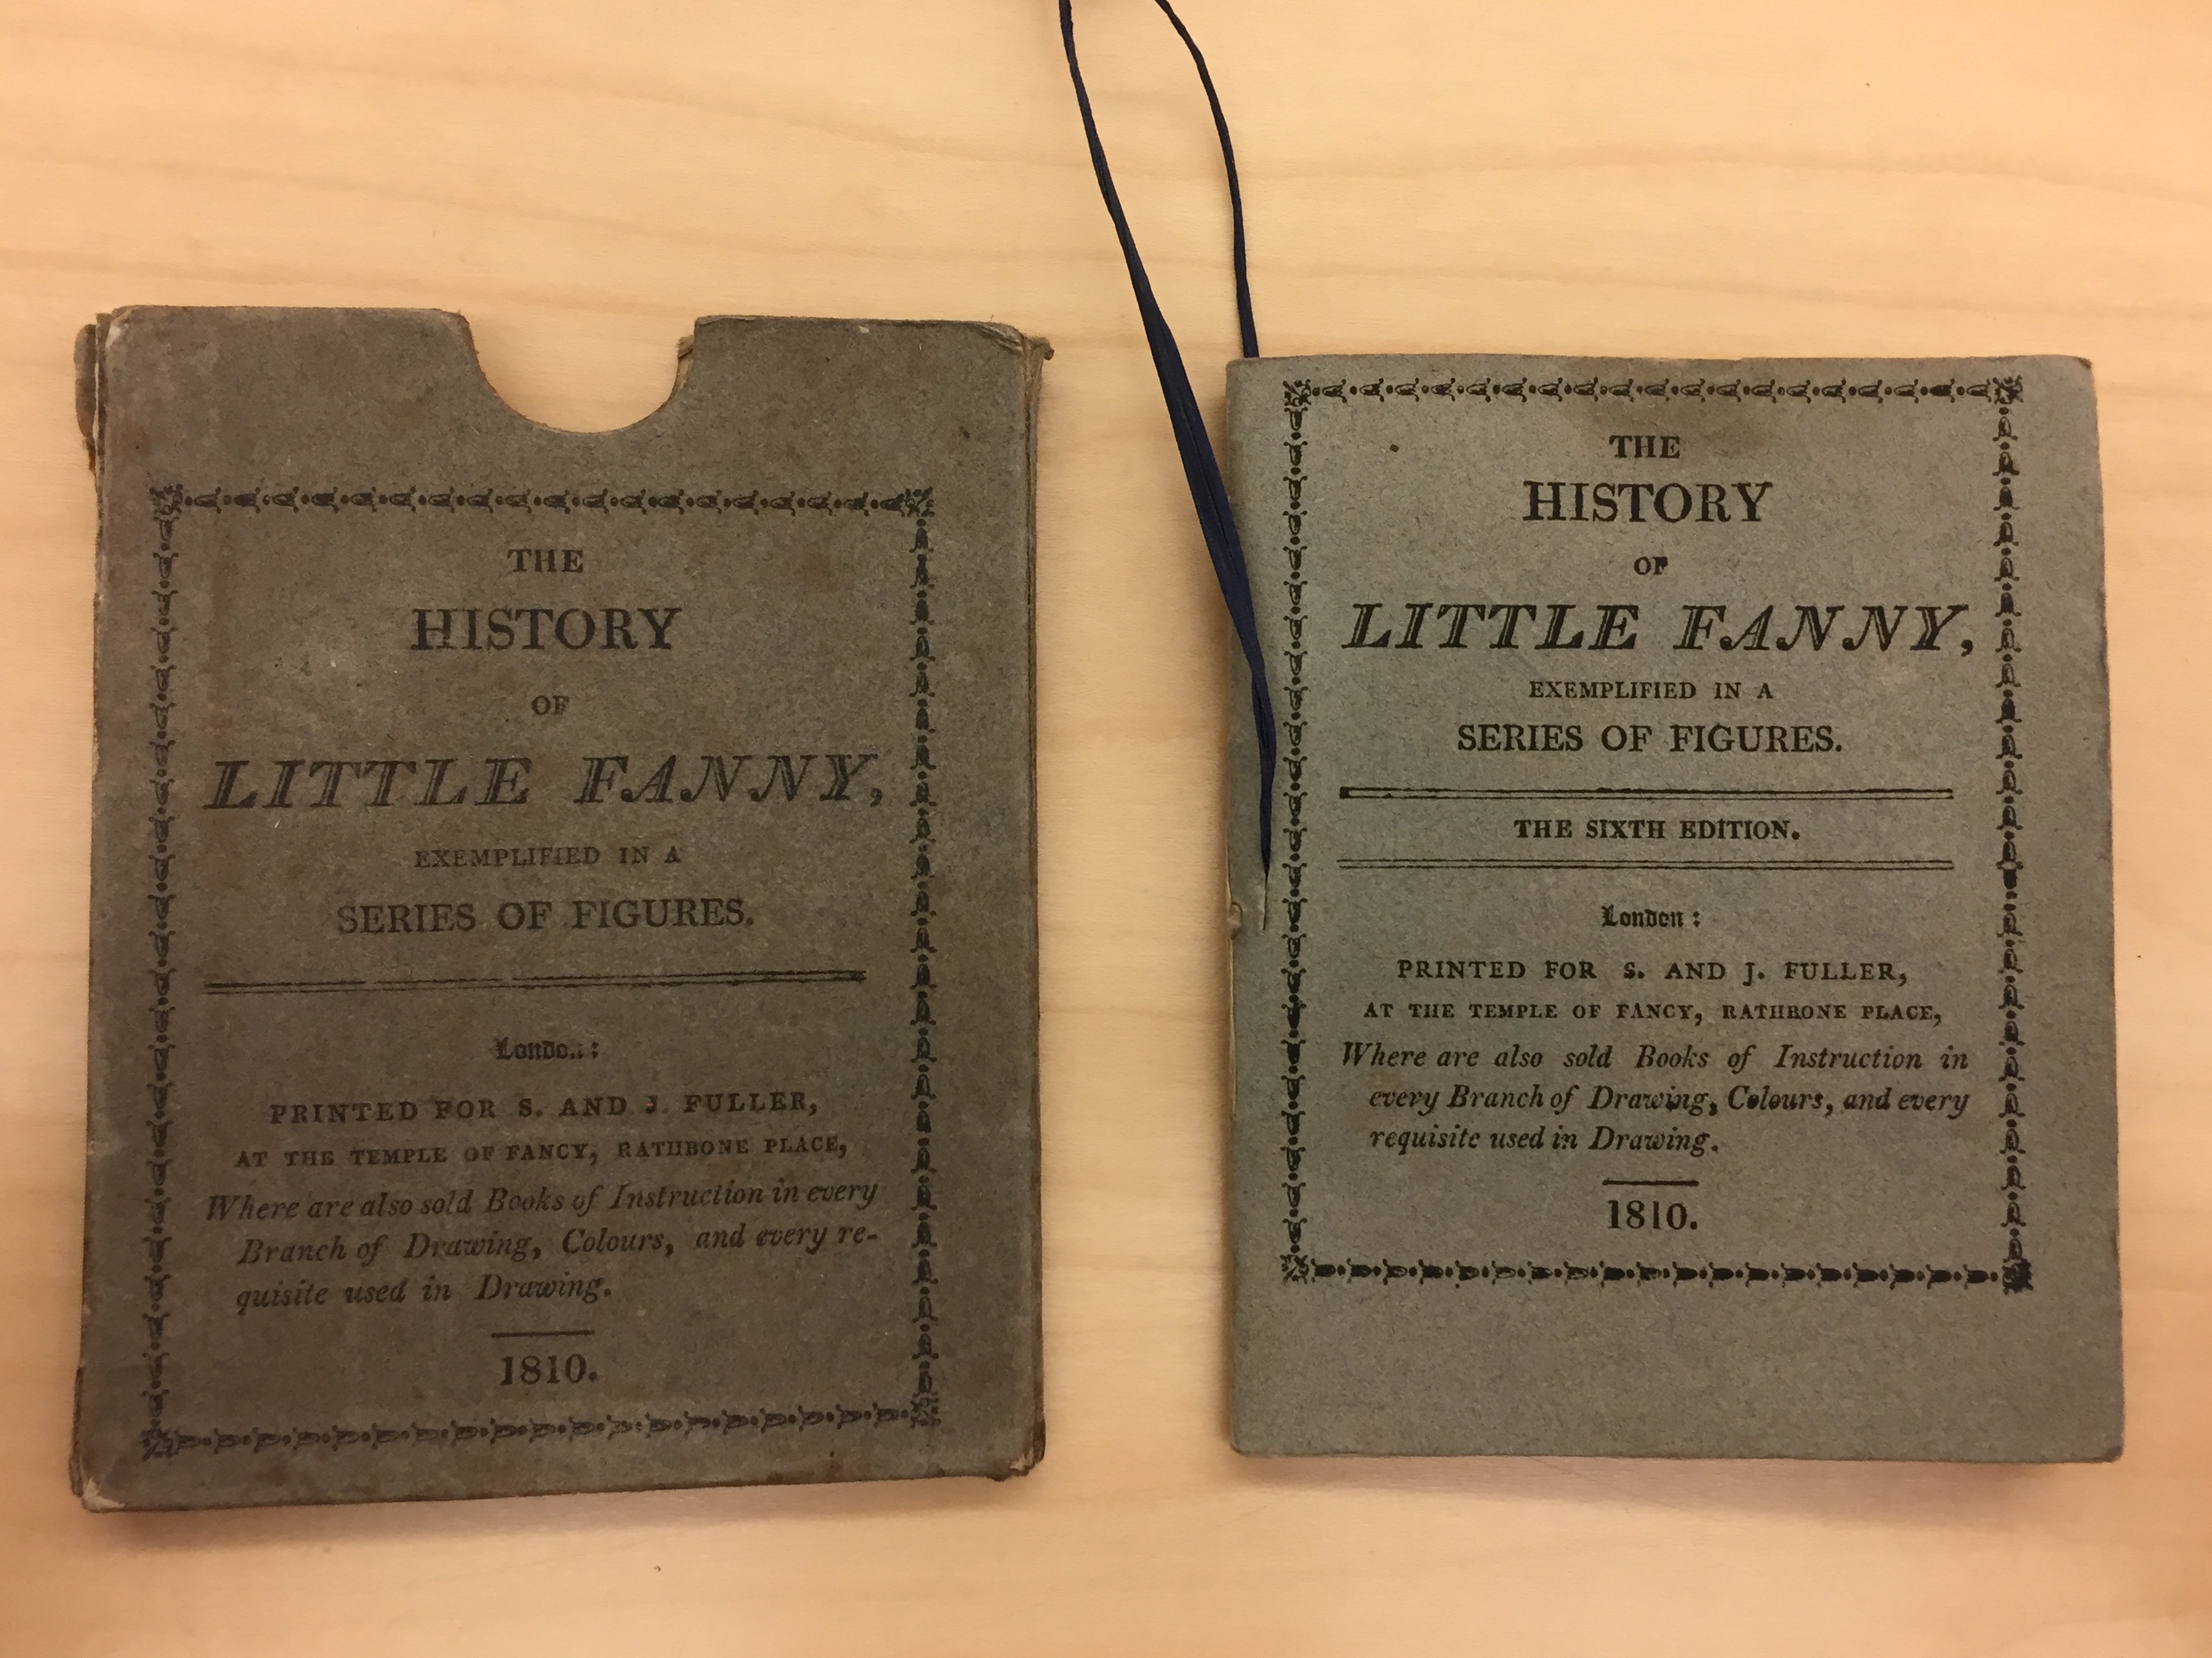 THE
HISTORY
OF
LITTLE FANNY,
EXEMPLIFIED IN A
SERIES OF FIGURES.
London:
PRINTED FOR S. AND J. FULLER,
AT THE TEMPLE OF FANCY, RATHBONE PLACE,
Where are also sold Books of Instruction in every
Branch of Drawing, Colours, and every re-
quisite used in Drawing.
1810.
THE
HISTORY
OF
LITTLE FANNY,
EXEMPLIFIED IN A
SERIES OF FIGURES.
THE SIXTH EDITION.
London:
PRINTED FOR S. AND J. FULLER,
AT THE TEMPLE OF FANCY, RATHBONE PLACE,
Where are also sold Books of Instruction in
every Branch of Drawing, Colours, and every
requisite used in Drawing.
1810.